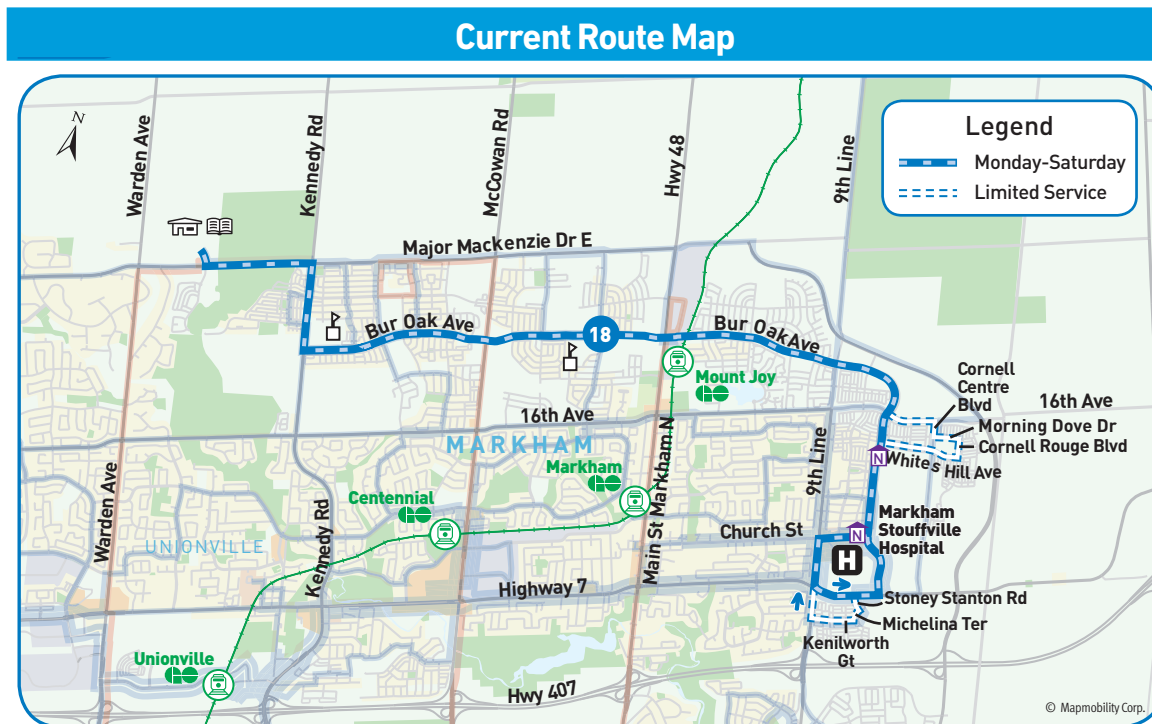 Current Route Map
N
Warden Ave
Kennedy Rd
McCowan Rd
Hwy 48
9th Line
Legend
Monday-Saturday
Limited Service
Major Mackenzie Dr E
Bur Oak Ave
18
Bur Oak Ave
Mount Joy
Cornell
Centre
Blvd
16th Ave
16th Ave
Morning Dove Dr
Cornell Rouge Blvd
MARKHAM
Markham
Main St Markham N
9th Line
N
Whites Hill Ave
Warden Ave
Centennial
Kennedy Rd
UNIONVILLE
Church St
Markham
Stouffville
Hospital
N
H
Highway 7
Stoney Stanton Rd
Michelina Ter
Kenilworth
Gt
Unionville
Hwy 407
© Mapmobility Corp.